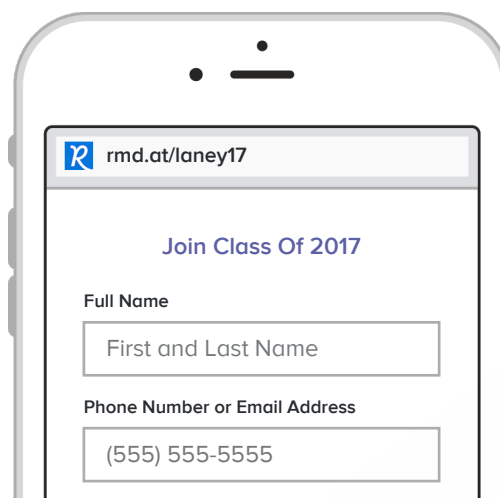 rmd.at/laney17
Join Class Of 2017
Full Name
First and Last Name
Phone Number or Email Address
(555) 555-5555